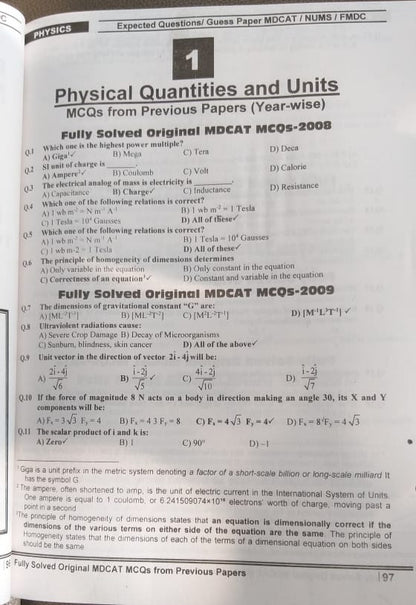 PHYSICS
Expected Questions/ Guess Paper MDCAT / NUMS / FMDC
1
Physical Quantities and Units
MCQs from Previous Papers (Year-wise)
Fully Solved Original MDCAT MCQs-2008
Q.1 Which one is the highest power multiple?
A) Giga¹✓ B) Mega C) Tera D) Deca
Q.2 SI unit of charge is ______.
A) Ampere²✓ B) Coulomb C) Volt D) Calorie
Q.3 The electrical analog of mass is electricity is ______.
A) Capacitance B) Charge✓ C) Inductance D) Resistance
Q.4 Which one of the following relations is correct?
A) 1 wb m⁻² = N m⁻¹ A⁻¹ B) 1 wb m⁻² = 1 Tesla
C) 1 Tesla = 10⁴ Gausses D) All of these✓
Q.5 Which one of the following relations is correct?
A) 1 wb m⁻² = N m⁻¹ A⁻¹ B) 1 Tesla = 10⁴ Gausses
C) 1 wb m-2 = 1 Tesla D) All of these✓
Q.6 The principle of homogeneity of dimensions determines
A) Only variable in the equation B) Only constant in the equation
C) Correctness of an equation³✓ D) Constant and variable in the equation
Fully Solved Original MDCAT MCQs-2009
Q.7 The dimensions of gravitational constant "G" are:
A) [ML⁻²T⁻¹] B) [ML⁻²T⁻²] C) [M²L⁻²T¹] D) [M⁻¹L³T⁻²] ✓
Q.8 Ultraviolet radiations cause:
A) Severe Crop Damage B) Decay of Microorganisms
C) Sunburn, blindness, skin cancer D) All of the above✓
Q.9 Unit vector in the direction of vector 2i - 4j will be:
A) 2i-4j/√6 B) i-2j/√5 ✓ C) 4i-2j/√10 D) i-2j/√7
Q.10 If the force of magnitude 8 N acts on a body in direction making an angle 30, its X and Y
components will be:
A) Fₓ = 3√3 Fᵧ = 4 B) Fₓ = 4 3 Fᵧ = 8 C) Fₓ = 4√3 Fᵧ = 4✓ D) Fₓ = 8 Fᵧ = 4√3
Q.11 The scalar product of i and k is:
A) Zero✓ B) 1 C) 90° D) –1
¹ Giga is a unit prefix in the metric system denoting a factor of a short-scale billion or long-scale milliard It
has the symbol G.
² The ampere, often shortened to amp, is the unit of electric current in the International System of Units.
One ampere is equal to 1 coulomb, or 6.241509074×10¹⁸ electrons' worth of charge, moving past a
point in a second
³The principle of homogeneity of dimensions states that an equation is dimensionally correct if the
dimensions of the various terms on either side of the equation are the same. The principle of
Homogeneity states that the dimensions of each of the terms of a dimensional equation on both sides
should be the same
Fully Solved Original MDCAT MCQs from Previous Papers
97